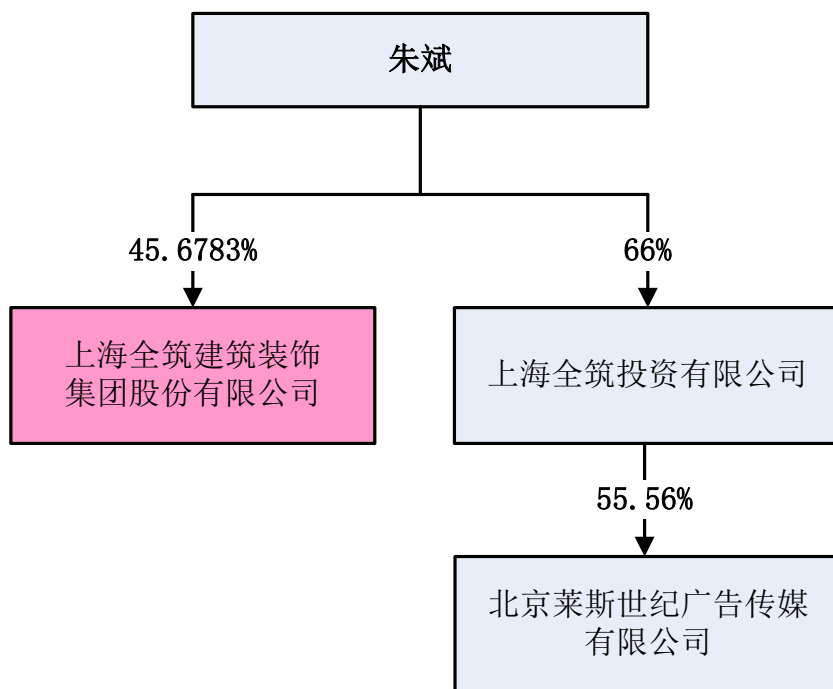 朱斌
45.6783%
66%
上海全筑建筑装饰
集团股份有限公司
上海全筑投资有限公司
55.56%
北京莱斯世纪广告传媒
有限公司